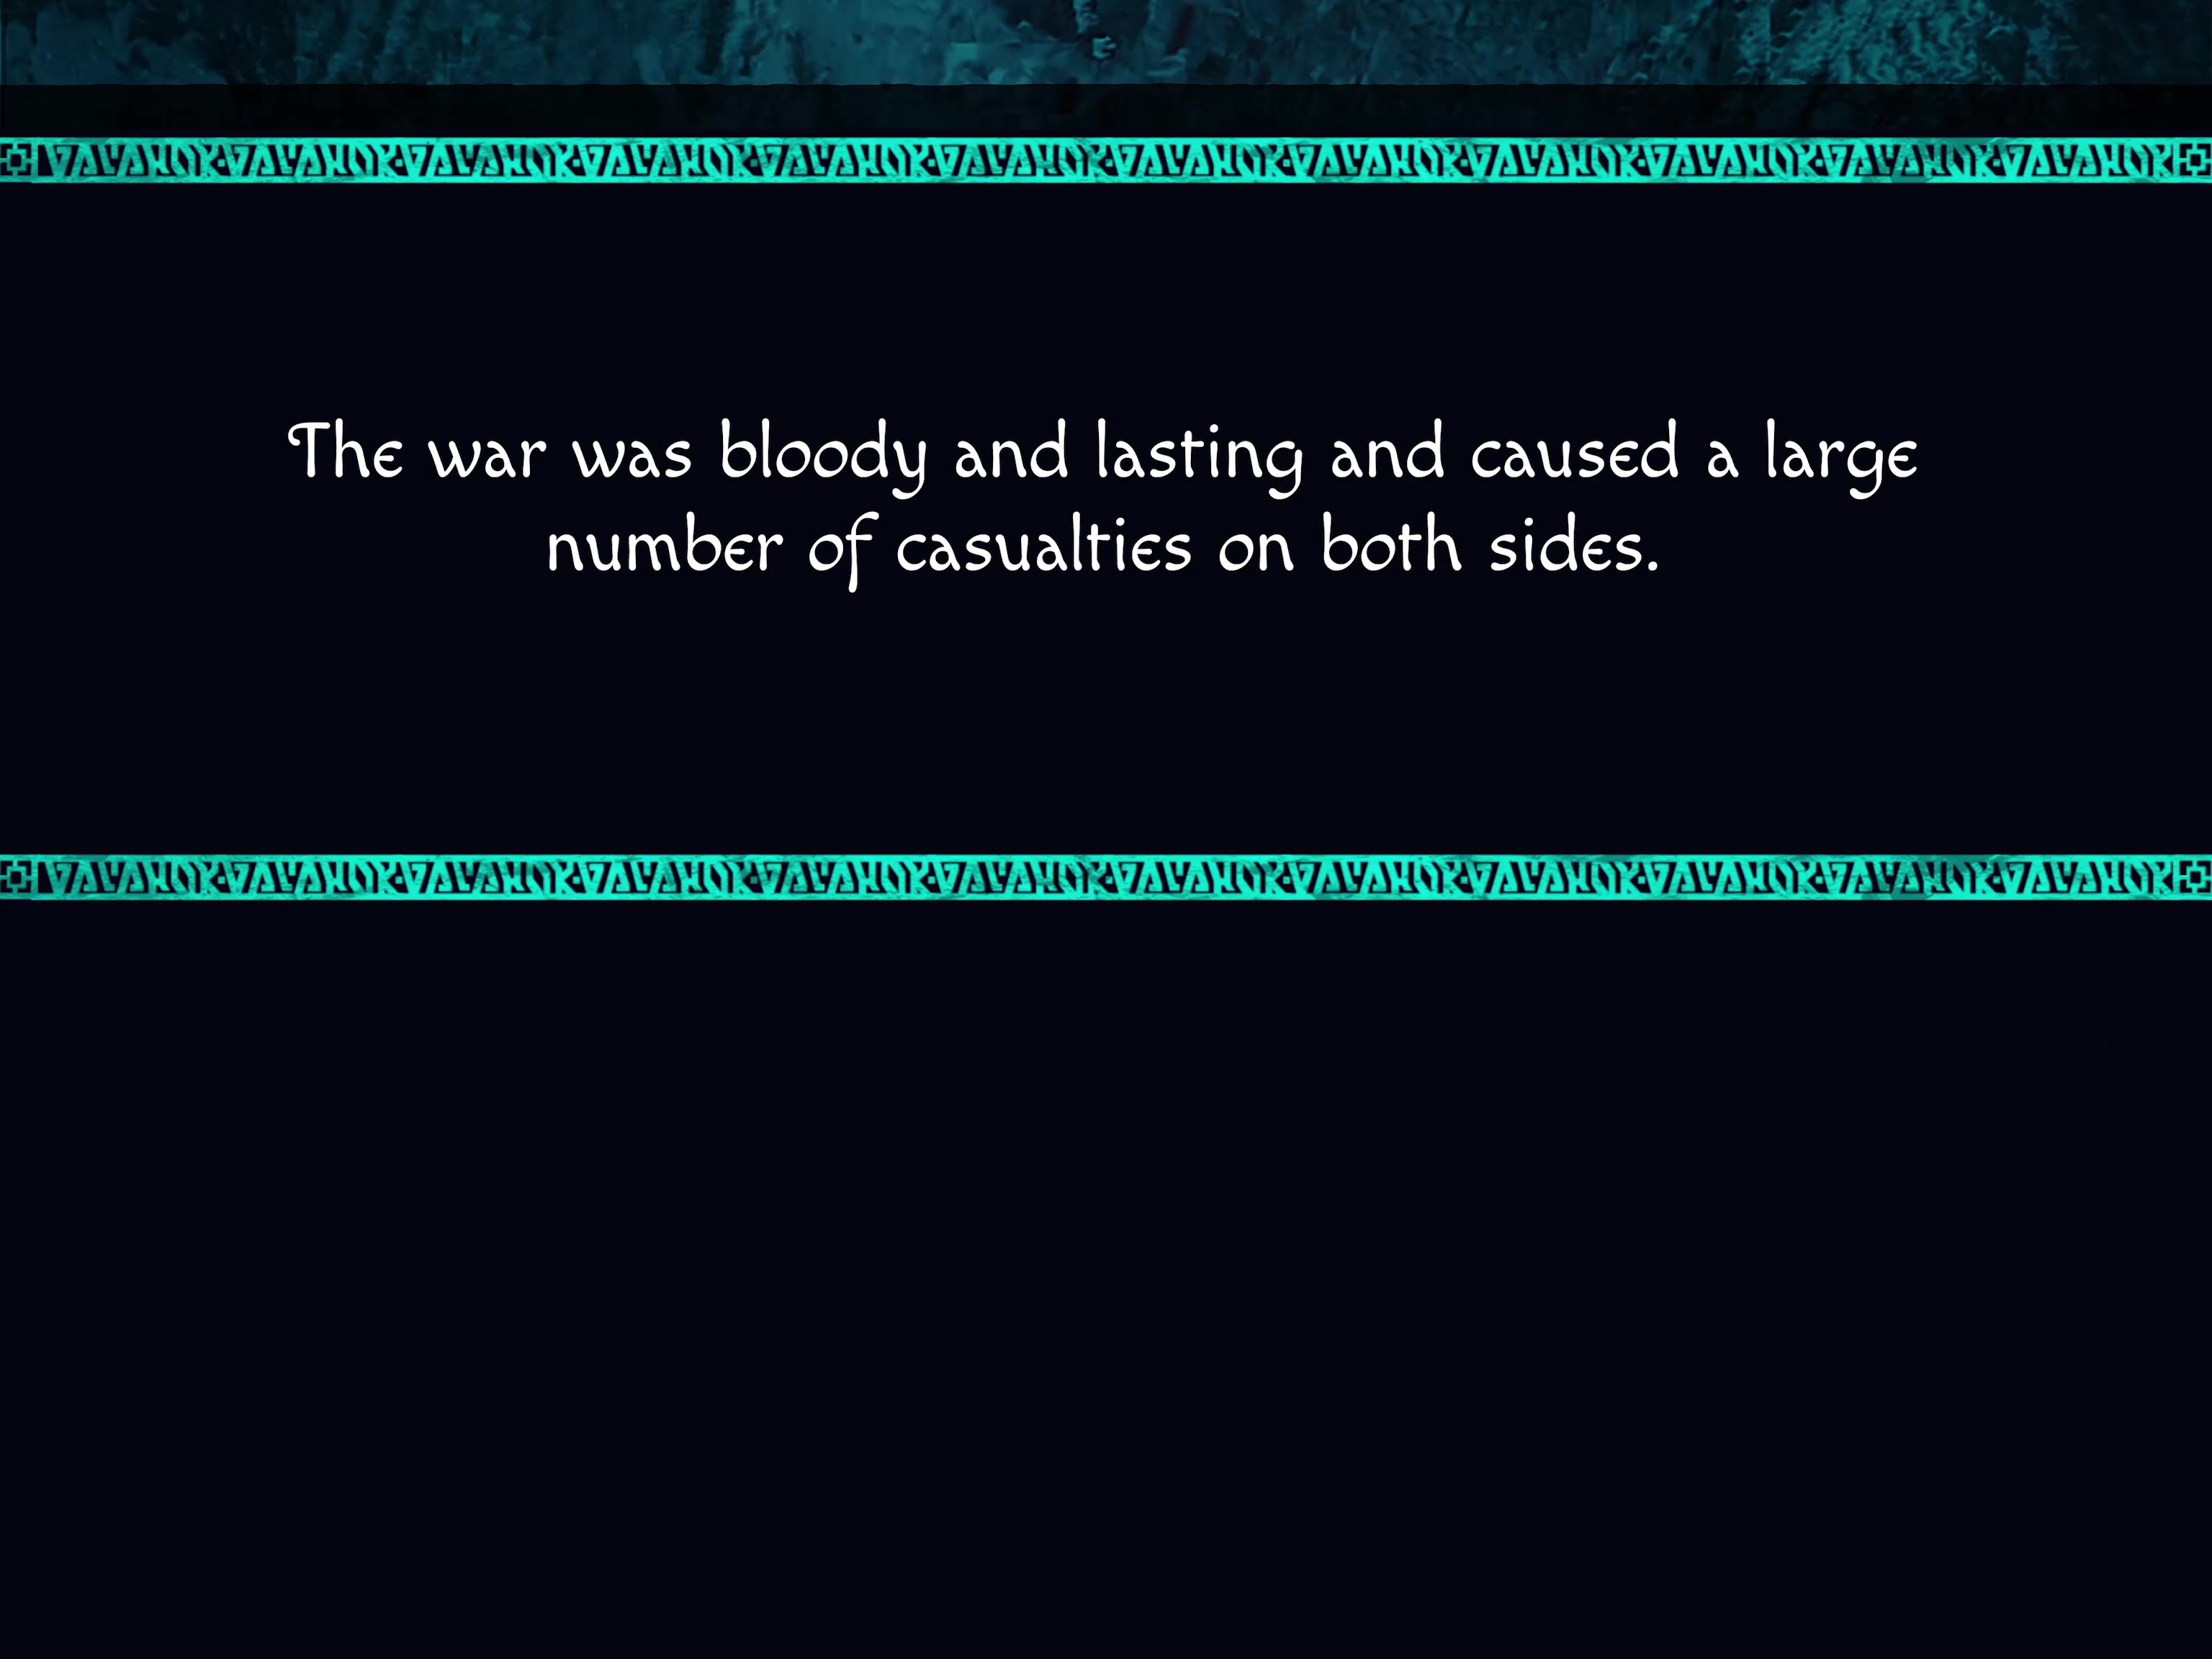 The war was bloody and lasting and caused a large
number of casualties on both sides.